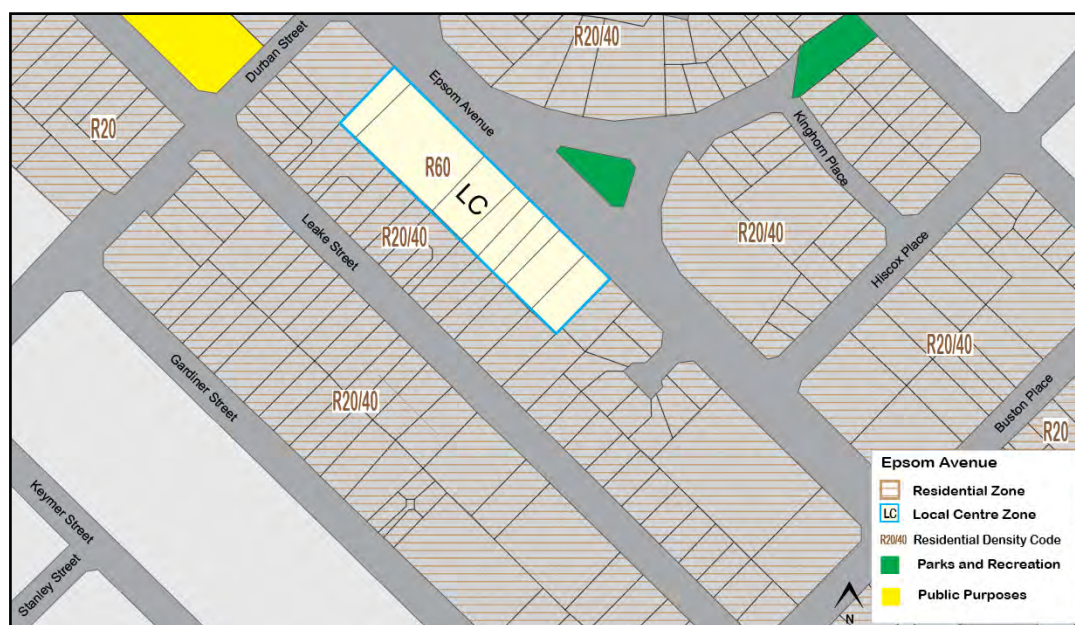 Durban Street
Epsom Avenue
R20/40
R20
R60
LC
Kinghorn Place
Leake Street
R20/40
R20/40
Hiscox Place
Gardiner Street
R20/40
R20/40
Buston Place
R20
Keymer Street
Stanley Street
N
Epsom Avenue
Residential Zone
LC Local Centre Zone
R20/40 Residential Density Code
Parks and Recreation
Public Purposes